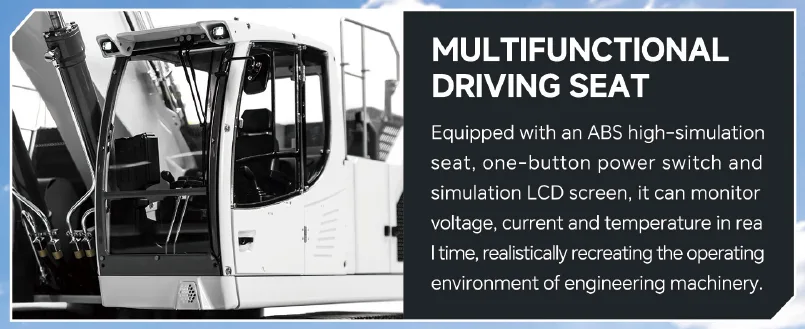 MULTIFUNCTIONAL
DRIVING SEAT
Equipped with an ABS high-simulation
seat, one-button power switch and
simulation LCD screen, it can monitor
voltage, current and temperature in rea
l time, realistically recreating the operating
environment of engineering machinery.